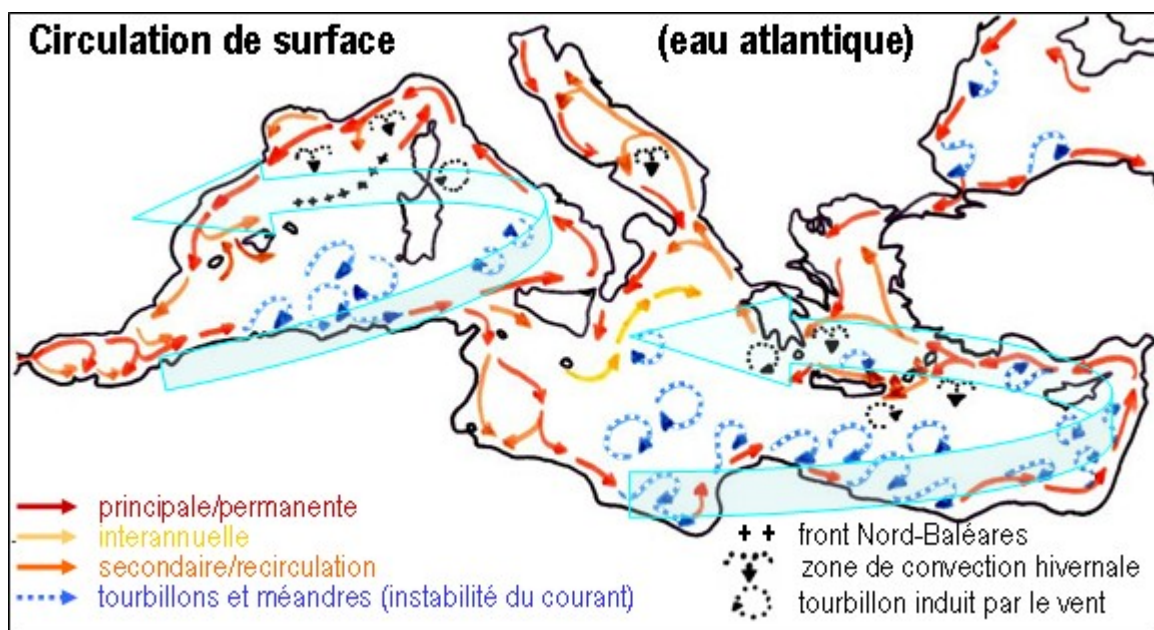 Circulation de surface (eau atlantique)
principale/permanente
interannuelle
secondaire/recirculation
tourbillons et méandres (instabilité du courant)
front Nord-Baléares
zone de convection hivernale
tourbillon induit par le vent